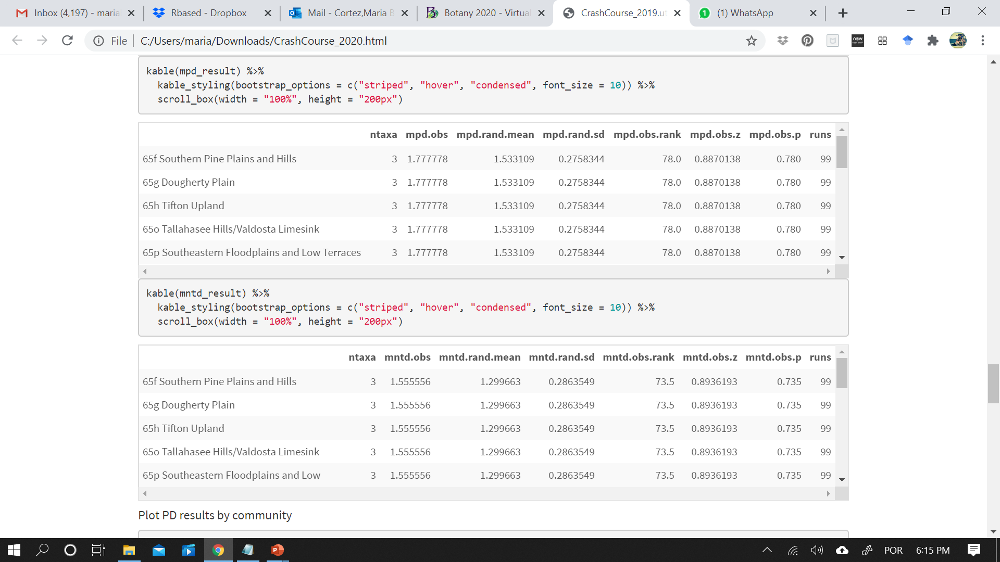 Inbox (4,197) - maria
Rbased - Dropbox
Mail - Cortez,Maria B
Botany 2020 - Virtual
CrashCourse_2019.ut
(1) WhatsApp
File
C:/Users/maria/Downloads/CrashCourse_2020.html
kable(mpd_result) %>%
kable_styling(bootstrap_options = c("striped", "hover", "condensed", font_size = 10)) %>%
scroll_box(width = "100%", height = "200px")
ntaxa mpd.obs mpd.rand.mean mpd.rand.sd mpd.obs.rank mpd.obs.z mpd.obs.p runs
65f Southern Pine Plains and Hills 3 1.777778 1.533109 0.2758344 78.0 0.8870138 0.780 99
65g Dougherty Plain 3 1.777778 1.533109 0.2758344 78.0 0.8870138 0.780 99
65h Tifton Upland 3 1.777778 1.533109 0.2758344 78.0 0.8870138 0.780 99
65o Tallahasee Hills/Valdosta Limesink 3 1.777778 1.533109 0.2758344 78.0 0.8870138 0.780 99
65p Southeastern Floodplains and Low Terraces 3 1.777778 1.533109 0.2758344 78.0 0.8870138 0.780 99
kable(mntd_result) %>%
kable_styling(bootstrap_options = c("striped", "hover", "condensed", font_size = 10)) %>%
scroll_box(width = "100%", height = "200px")
ntaxa mntd.obs mntd.rand.mean mntd.rand.sd mntd.obs.rank mntd.obs.z mntd.obs.p runs
65f Southern Pine Plains and Hills 3 1.555556 1.299663 0.2863549 73.5 0.8936193 0.735 99
65g Dougherty Plain 3 1.555556 1.299663 0.2863549 73.5 0.8936193 0.735 99
65h Tifton Upland 3 1.555556 1.299663 0.2863549 73.5 0.8936193 0.735 99
65o Tallahasee Hills/Valdosta Limesink 3 1.555556 1.299663 0.2863549 73.5 0.8936193 0.735 99
65p Southeastern Floodplains and Low 3 1.555556 1.299663 0.2863549 73.5 0.8936193 0.735 99
Plot PD results by community
POR
6:15 PM